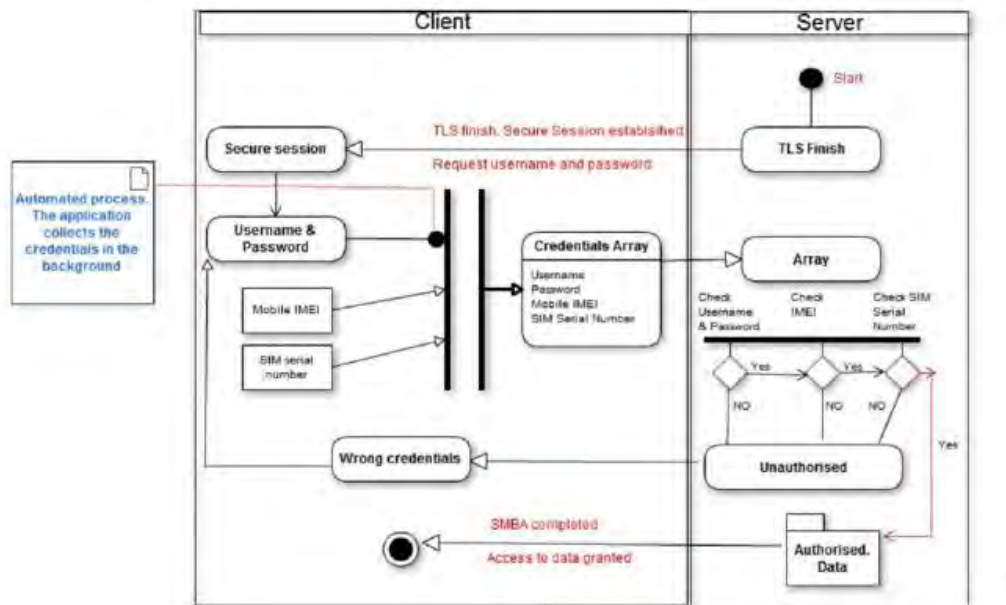 Client
Server
Start
TLS finish, Secure Session established
Secure session
TLS Finish
Request username and password
Automated process.
The application
collects the
credentials in the
background
Username &
Password
Credentials Array
Username
Password
Mobile IMEI
SIM Serial Number
Array
Mobile IMEI
SIM serial
number
Check
Username
& Password
Check
IMEI
Check SIM
Serial
Number
Yes
Yes
NO
NO
NO
Yes
Wrong credentials
Unauthorised
SMBA completed
Access to data granted
Authorised.
Data